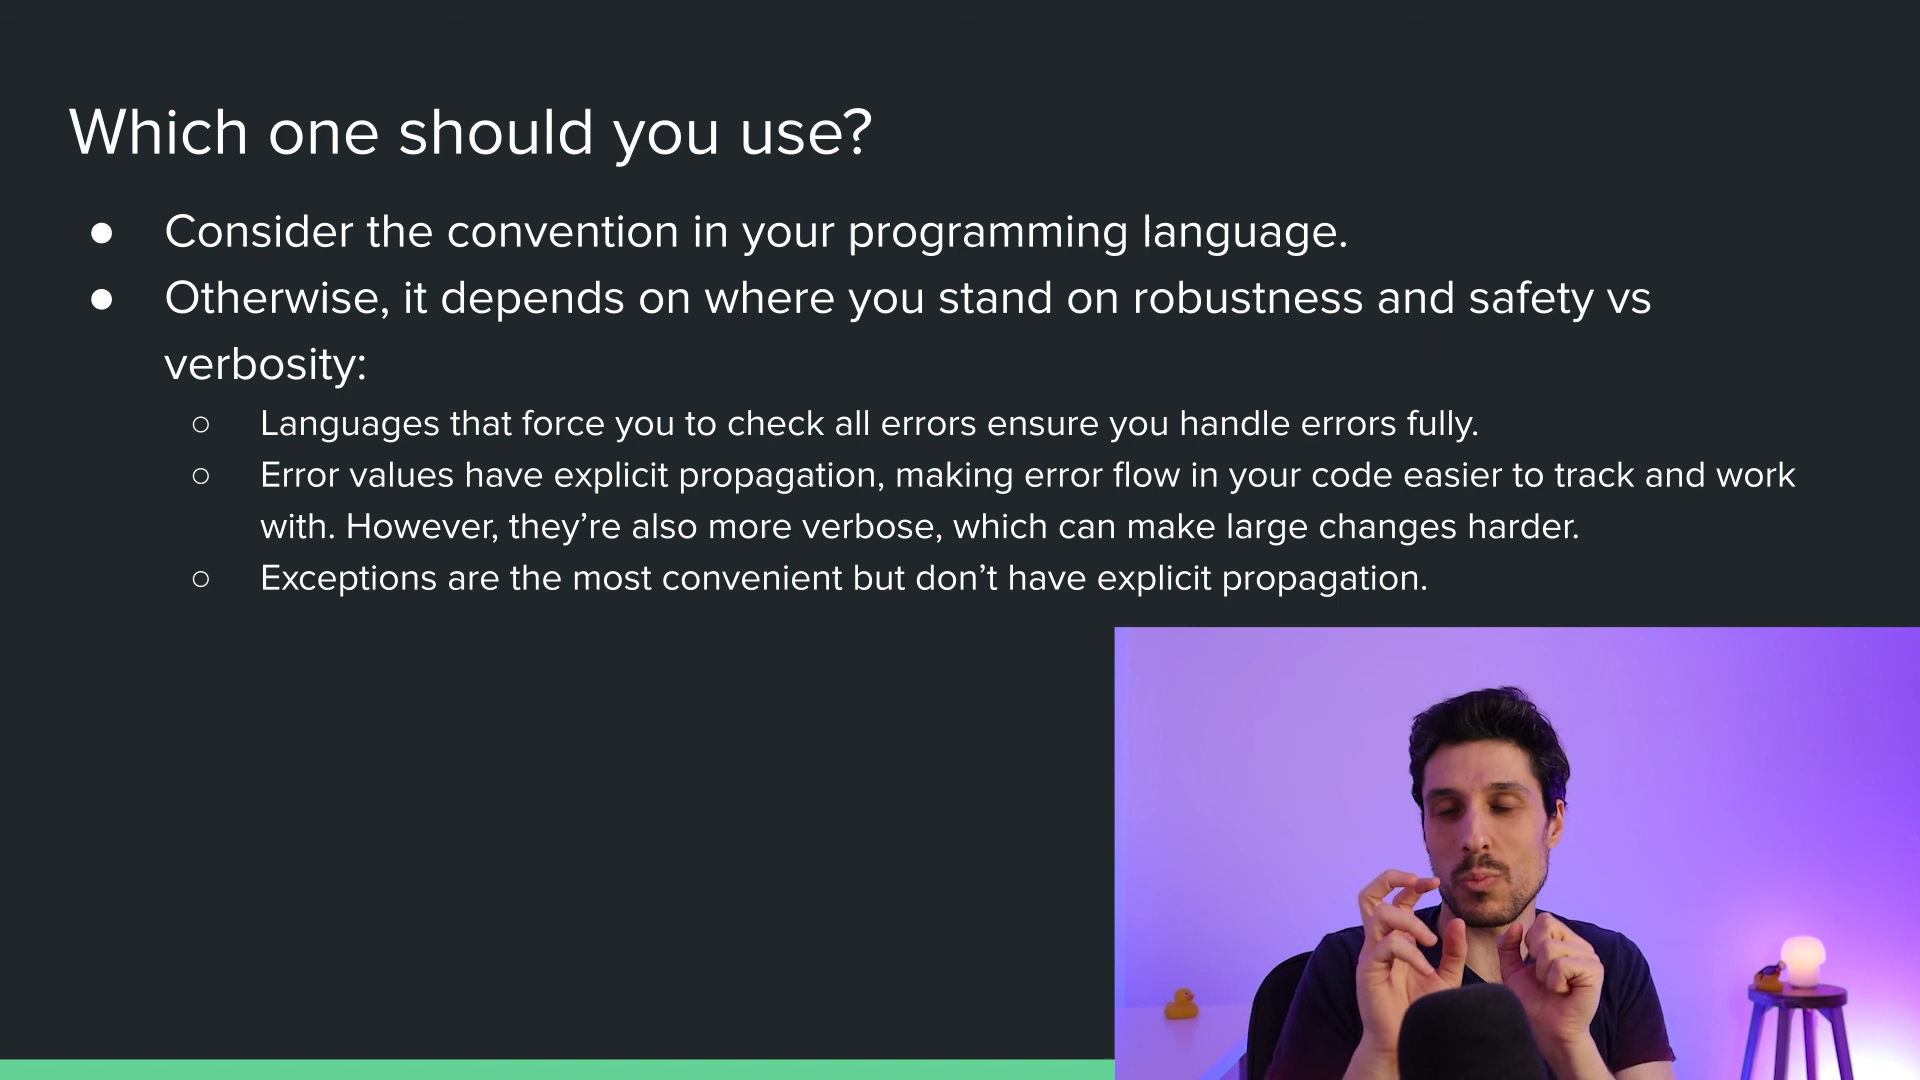 Which one should you use?
● Consider the convention in your programming language.
● Otherwise, it depends on where you stand on robustness and safety vs
verbosity:
○ Languages that force you to check all errors ensure you handle errors fully.
○ Error values have explicit propagation, making error flow in your code easier to track and work
with. However, they’re also more verbose, which can make large changes harder.
○ Exceptions are the most convenient but don’t have explicit propagation.